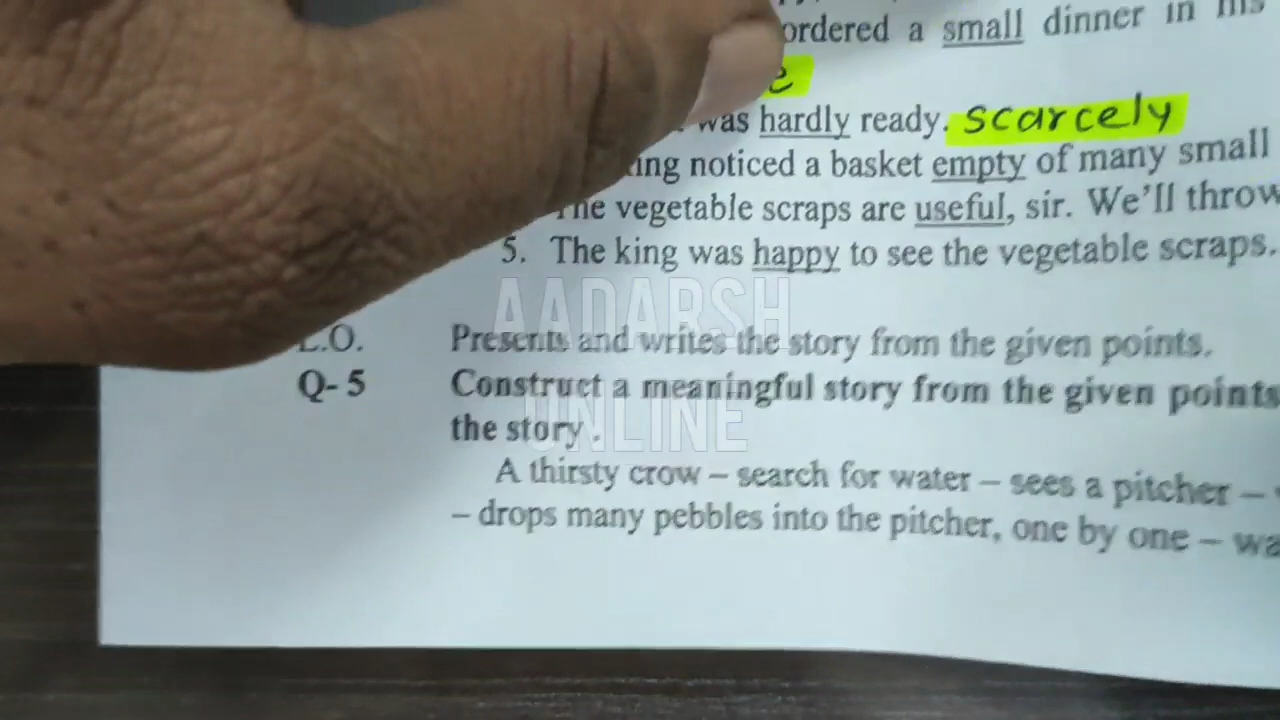 ordered a small dinner in his
e
was hardly ready. scarcely
ing noticed a basket empty of many small
The vegetable scraps are useful, sir. We'll throw
5. The king was happy to see the vegetable scraps.
AADARSH
ONLINE
L.O. Presents and writes the story from the given points.
Q- 5 Construct a meaningful story from the given points
the story .
A thirsty crow – search for water – sees a pitcher –
– drops many pebbles into the pitcher, one by one – wa